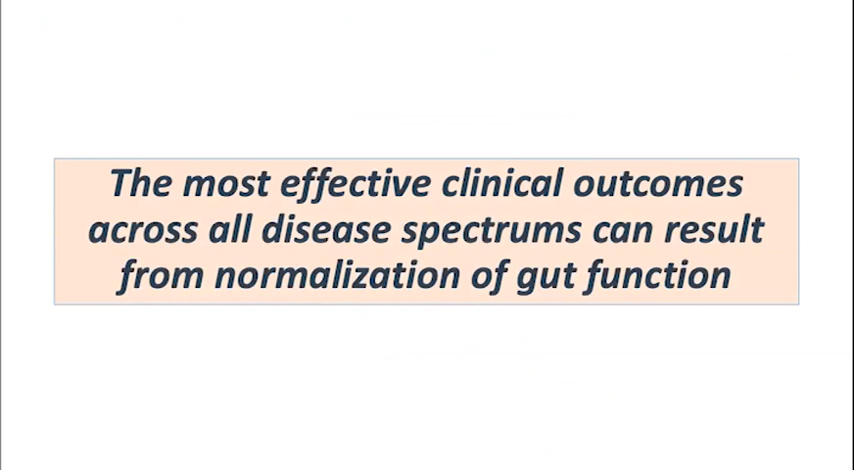 The most effective clinical outcomes
across all disease spectrums can result
from normalization of gut function